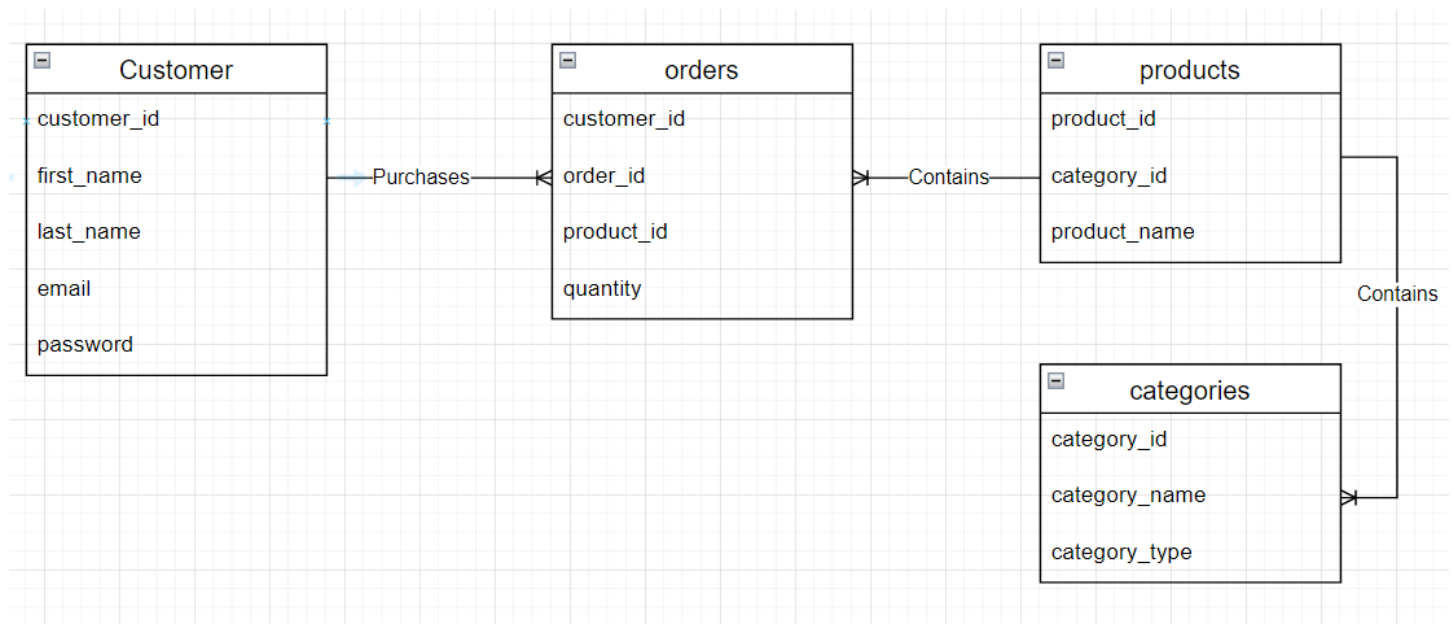 Customer
customer_id
first_name
last_name
email
password
Purchases
orders
customer_id
order_id
product_id
quantity
Contains
products
product_id
category_id
product_name
Contains
categories
category_id
category_name
category_type